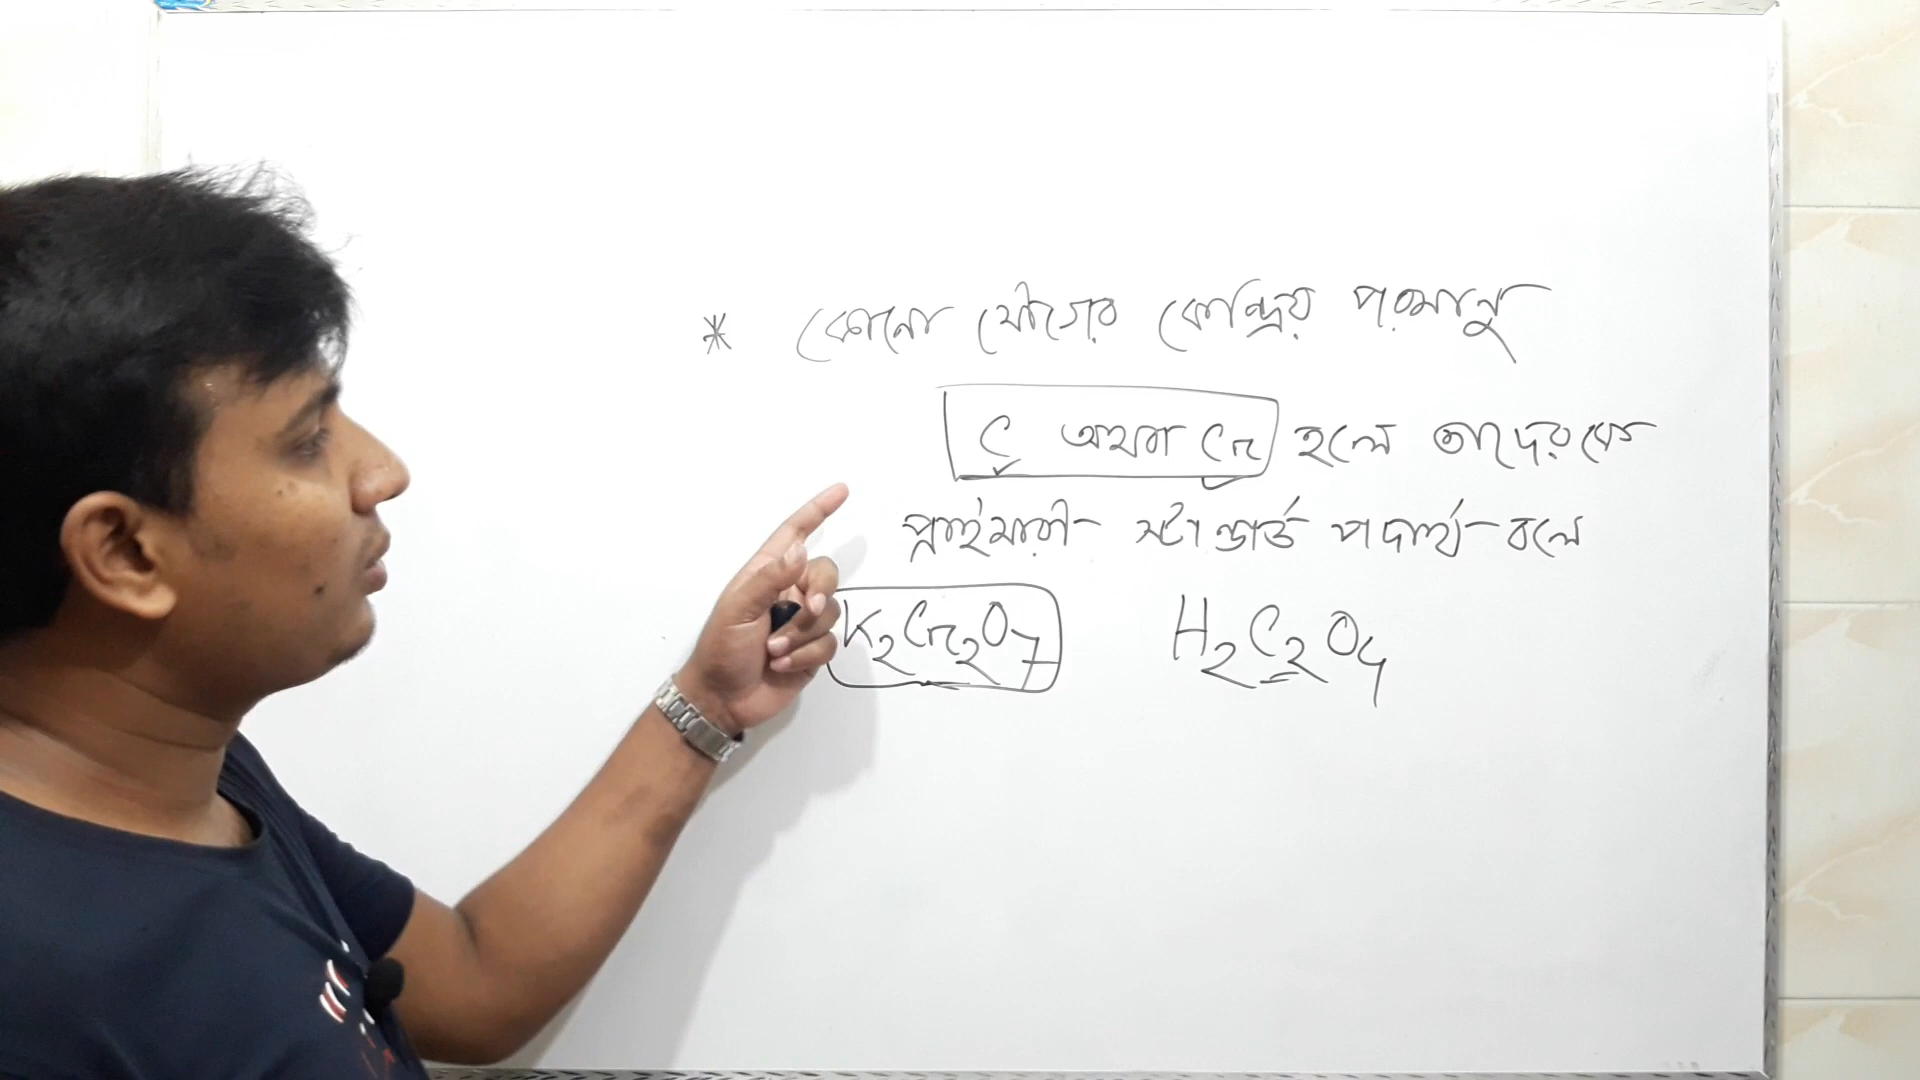 * কোনো যৌগের কেন্দ্রিয় পরমানু
C অথবা Cr হলে তাদেরকে
প্রাইমারী স্ট্যান্ডার্ড পদার্থ বলে
K₂Cr₂O₇ H₂C₂O₄